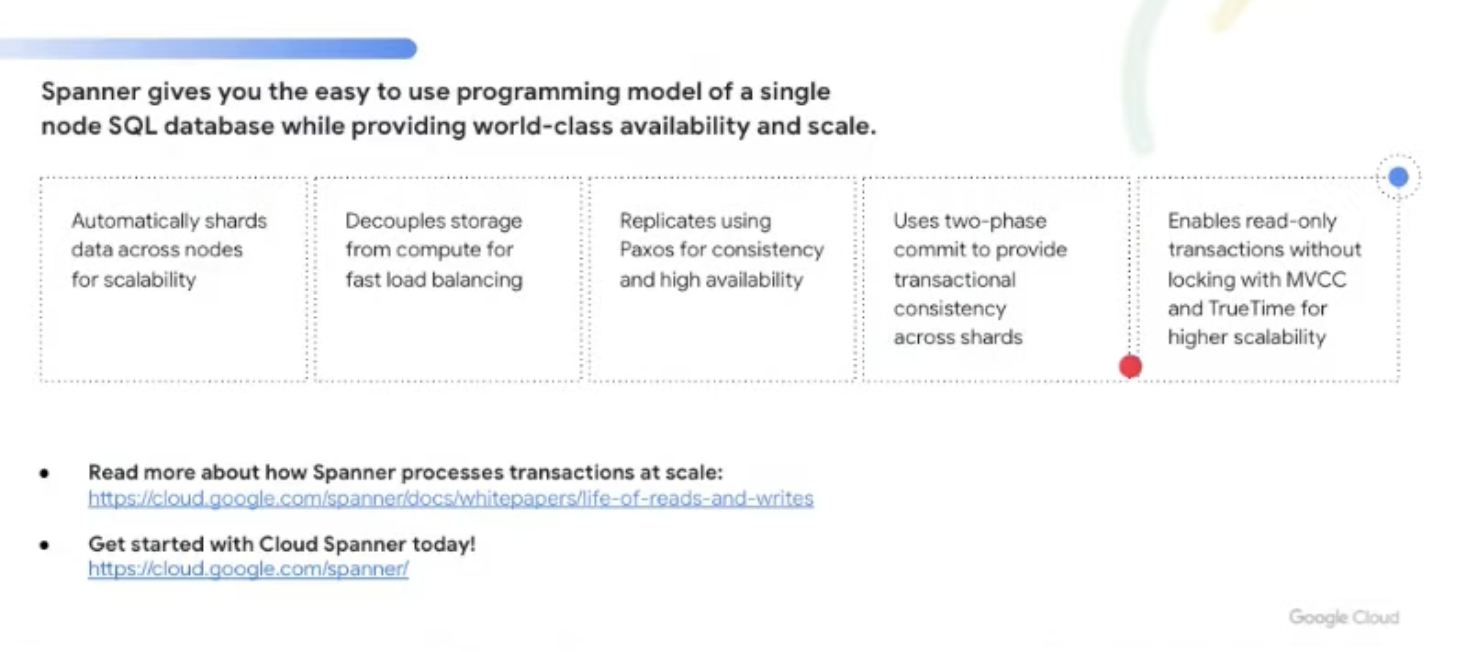 Spanner gives you the easy to use programming model of a single
node SQL database while providing world-class availability and scale.
Automatically shards
data across nodes
for scalability
Decouples storage
from compute for
fast load balancing
Replicates using
Paxos for consistency
and high availability
Uses two-phase
commit to provide
transactional
consistency
across shards
Enables read-only
transactions without
locking with MVCC
and TrueTime for
higher scalability
● Read more about how Spanner processes transactions at scale:
https://cloud.google.com/spanner/docs/whitepapers/life-of-reads-and-writes
● Get started with Cloud Spanner today!
https://cloud.google.com/spanner/
Google Cloud